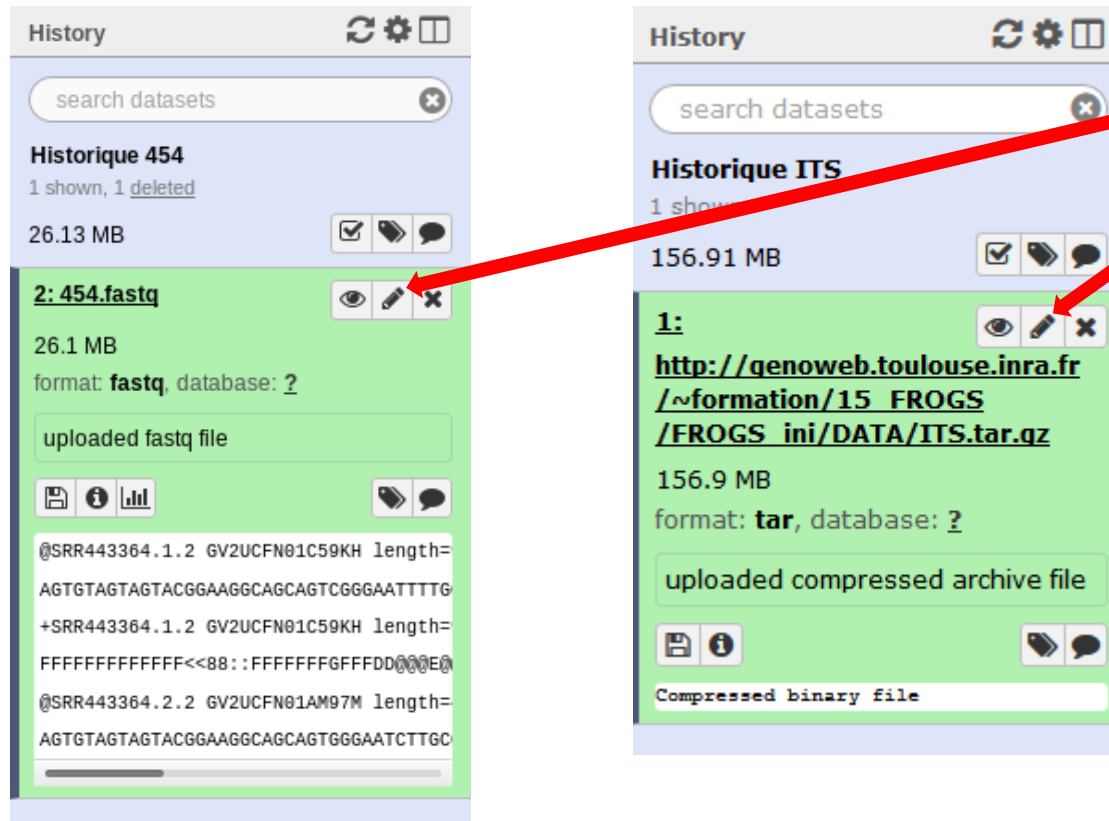 History
search datasets
Historique 454
1 shown, 1 deleted
26.13 MB
2: 454.fastq
26.1 MB
format: fastq, database: ?
uploaded fastq file
@SRR443364.1.2 GV2UCFN01C59KH length=
AGTGTAGTAGTACGGAAGGCAGCAGTCGGGAATTTTG
+SRR443364.1.2 GV2UCFN01C59KH length=
FFFFFFFFFFFFF<<88::FFFFFFFGFFFDD@@@E@
@SRR443364.2.2 GV2UCFN01AM97M length=
AGTGTAGTAGTACGGAAGGCAGCAGTGGGAATCTTGC
History
search datasets
Historique ITS
1 show
156.91 MB
1:
http://genoweb.toulouse.inra.fr
/~formation/15_FROGS
/FROGS_ini/DATA/ITS.tar.gz
156.9 MB
format: tar, database: ?
uploaded compressed archive file
Compressed binary file